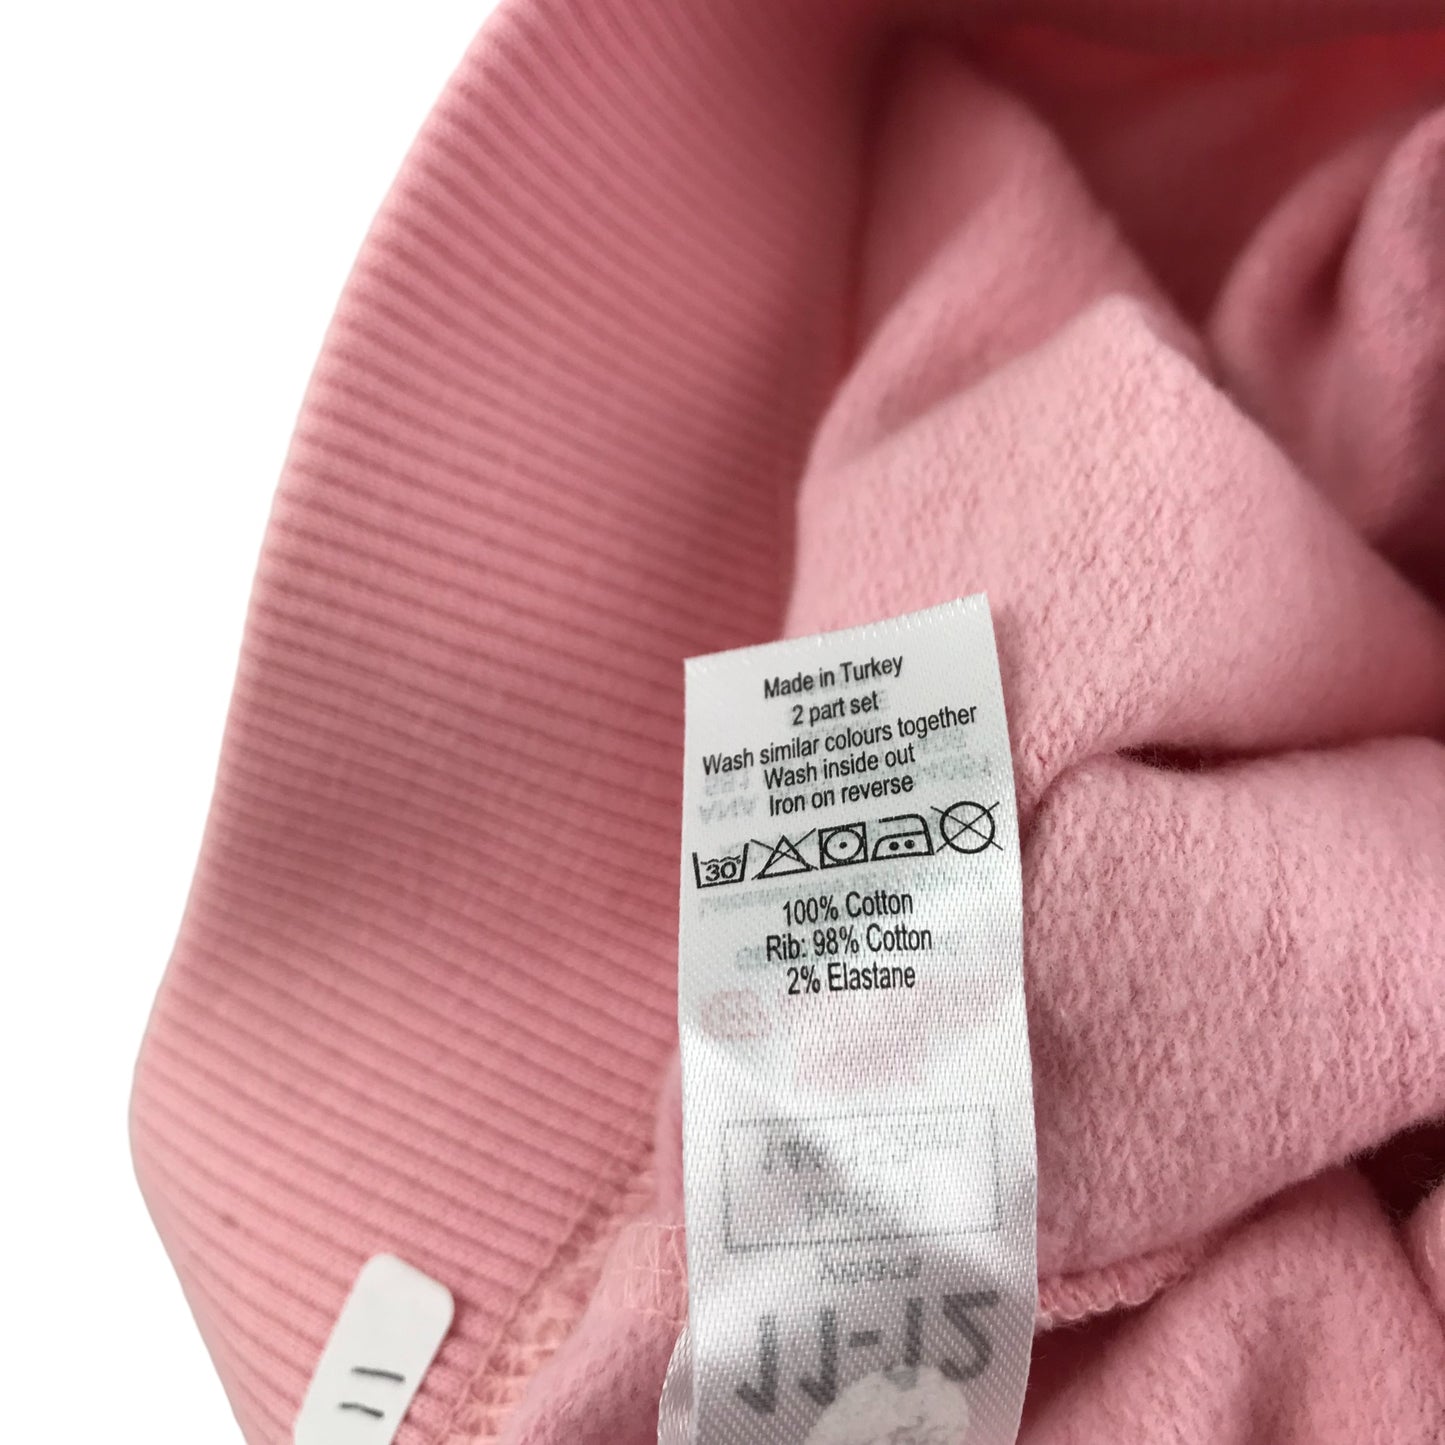 Made in Turkey
2 part set
Wash similar colours together
Wash inside out
Iron on reverse
30
100% Cotton
Rib: 98% Cotton
2% Elastane
11